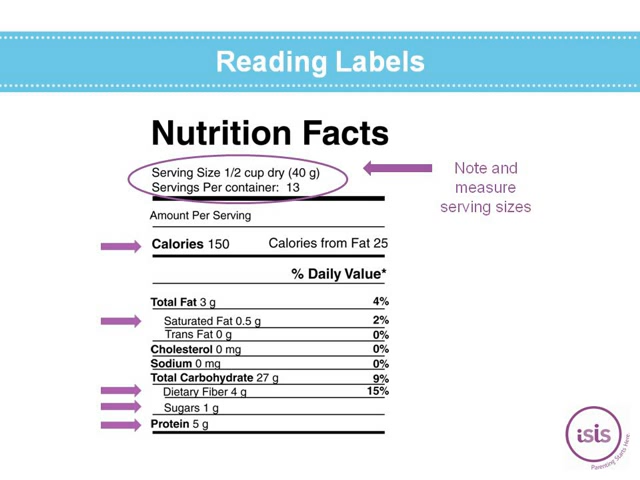 Reading Labels
Nutrition Facts
Serving Size 1/2 cup dry (40 g)
Servings Per container: 13
Note and
measure
serving sizes
Amount Per Serving
Calories 150 Calories from Fat 25
% Daily Value*
Total Fat 3 g 4%
Saturated Fat 0.5 g 2%
Trans Fat 0 g 0%
Cholesterol 0 mg 0%
Sodium 0 mg 0%
Total Carbohydrate 27 g 9%
Dietary Fiber 4 g 15%
Sugars 1 g
Protein 5 g
isis
Parenting Starts Here.